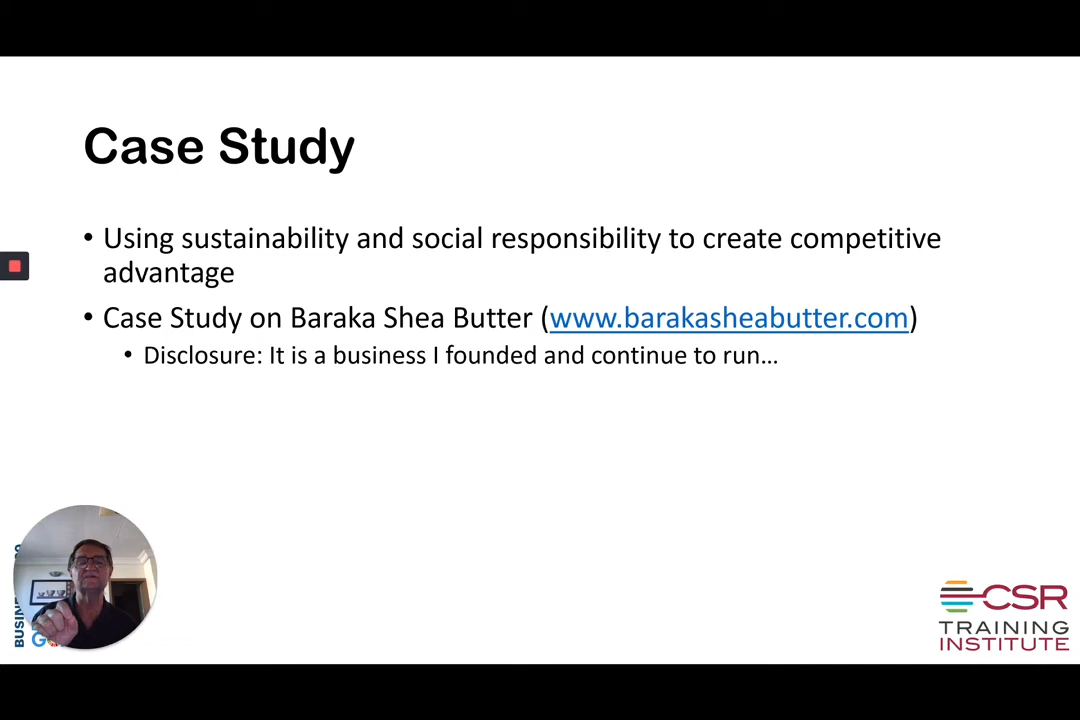 Case Study
• Using sustainability and social responsibility to create competitive
advantage
• Case Study on Baraka Shea Butter (www.barakasheabutter.com)
• Disclosure: It is a business I founded and continue to run...
CSR
TRAINING
INSTITUTE